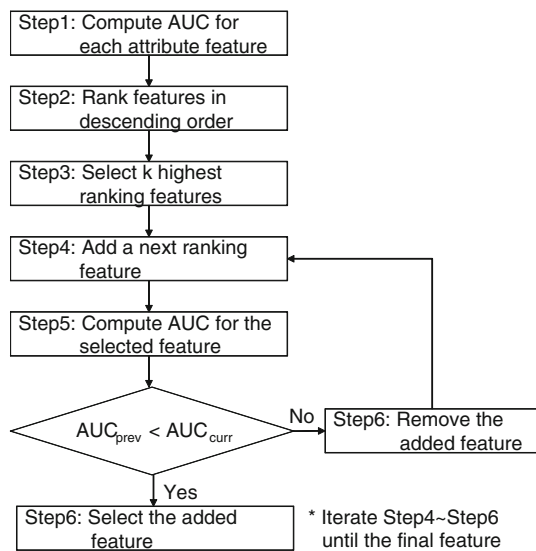 Step1: Compute AUC for
each attribute feature
Step2: Rank features in
descending order
Step3: Select k highest
ranking features
Step4: Add a next ranking
feature
Step5: Compute AUC for the
selected feature
AUCprev < AUCcurr
No
Step6: Remove the
added feature
Yes
Step6: Select the added
feature
* Iterate Step4~Step6
until the final feature